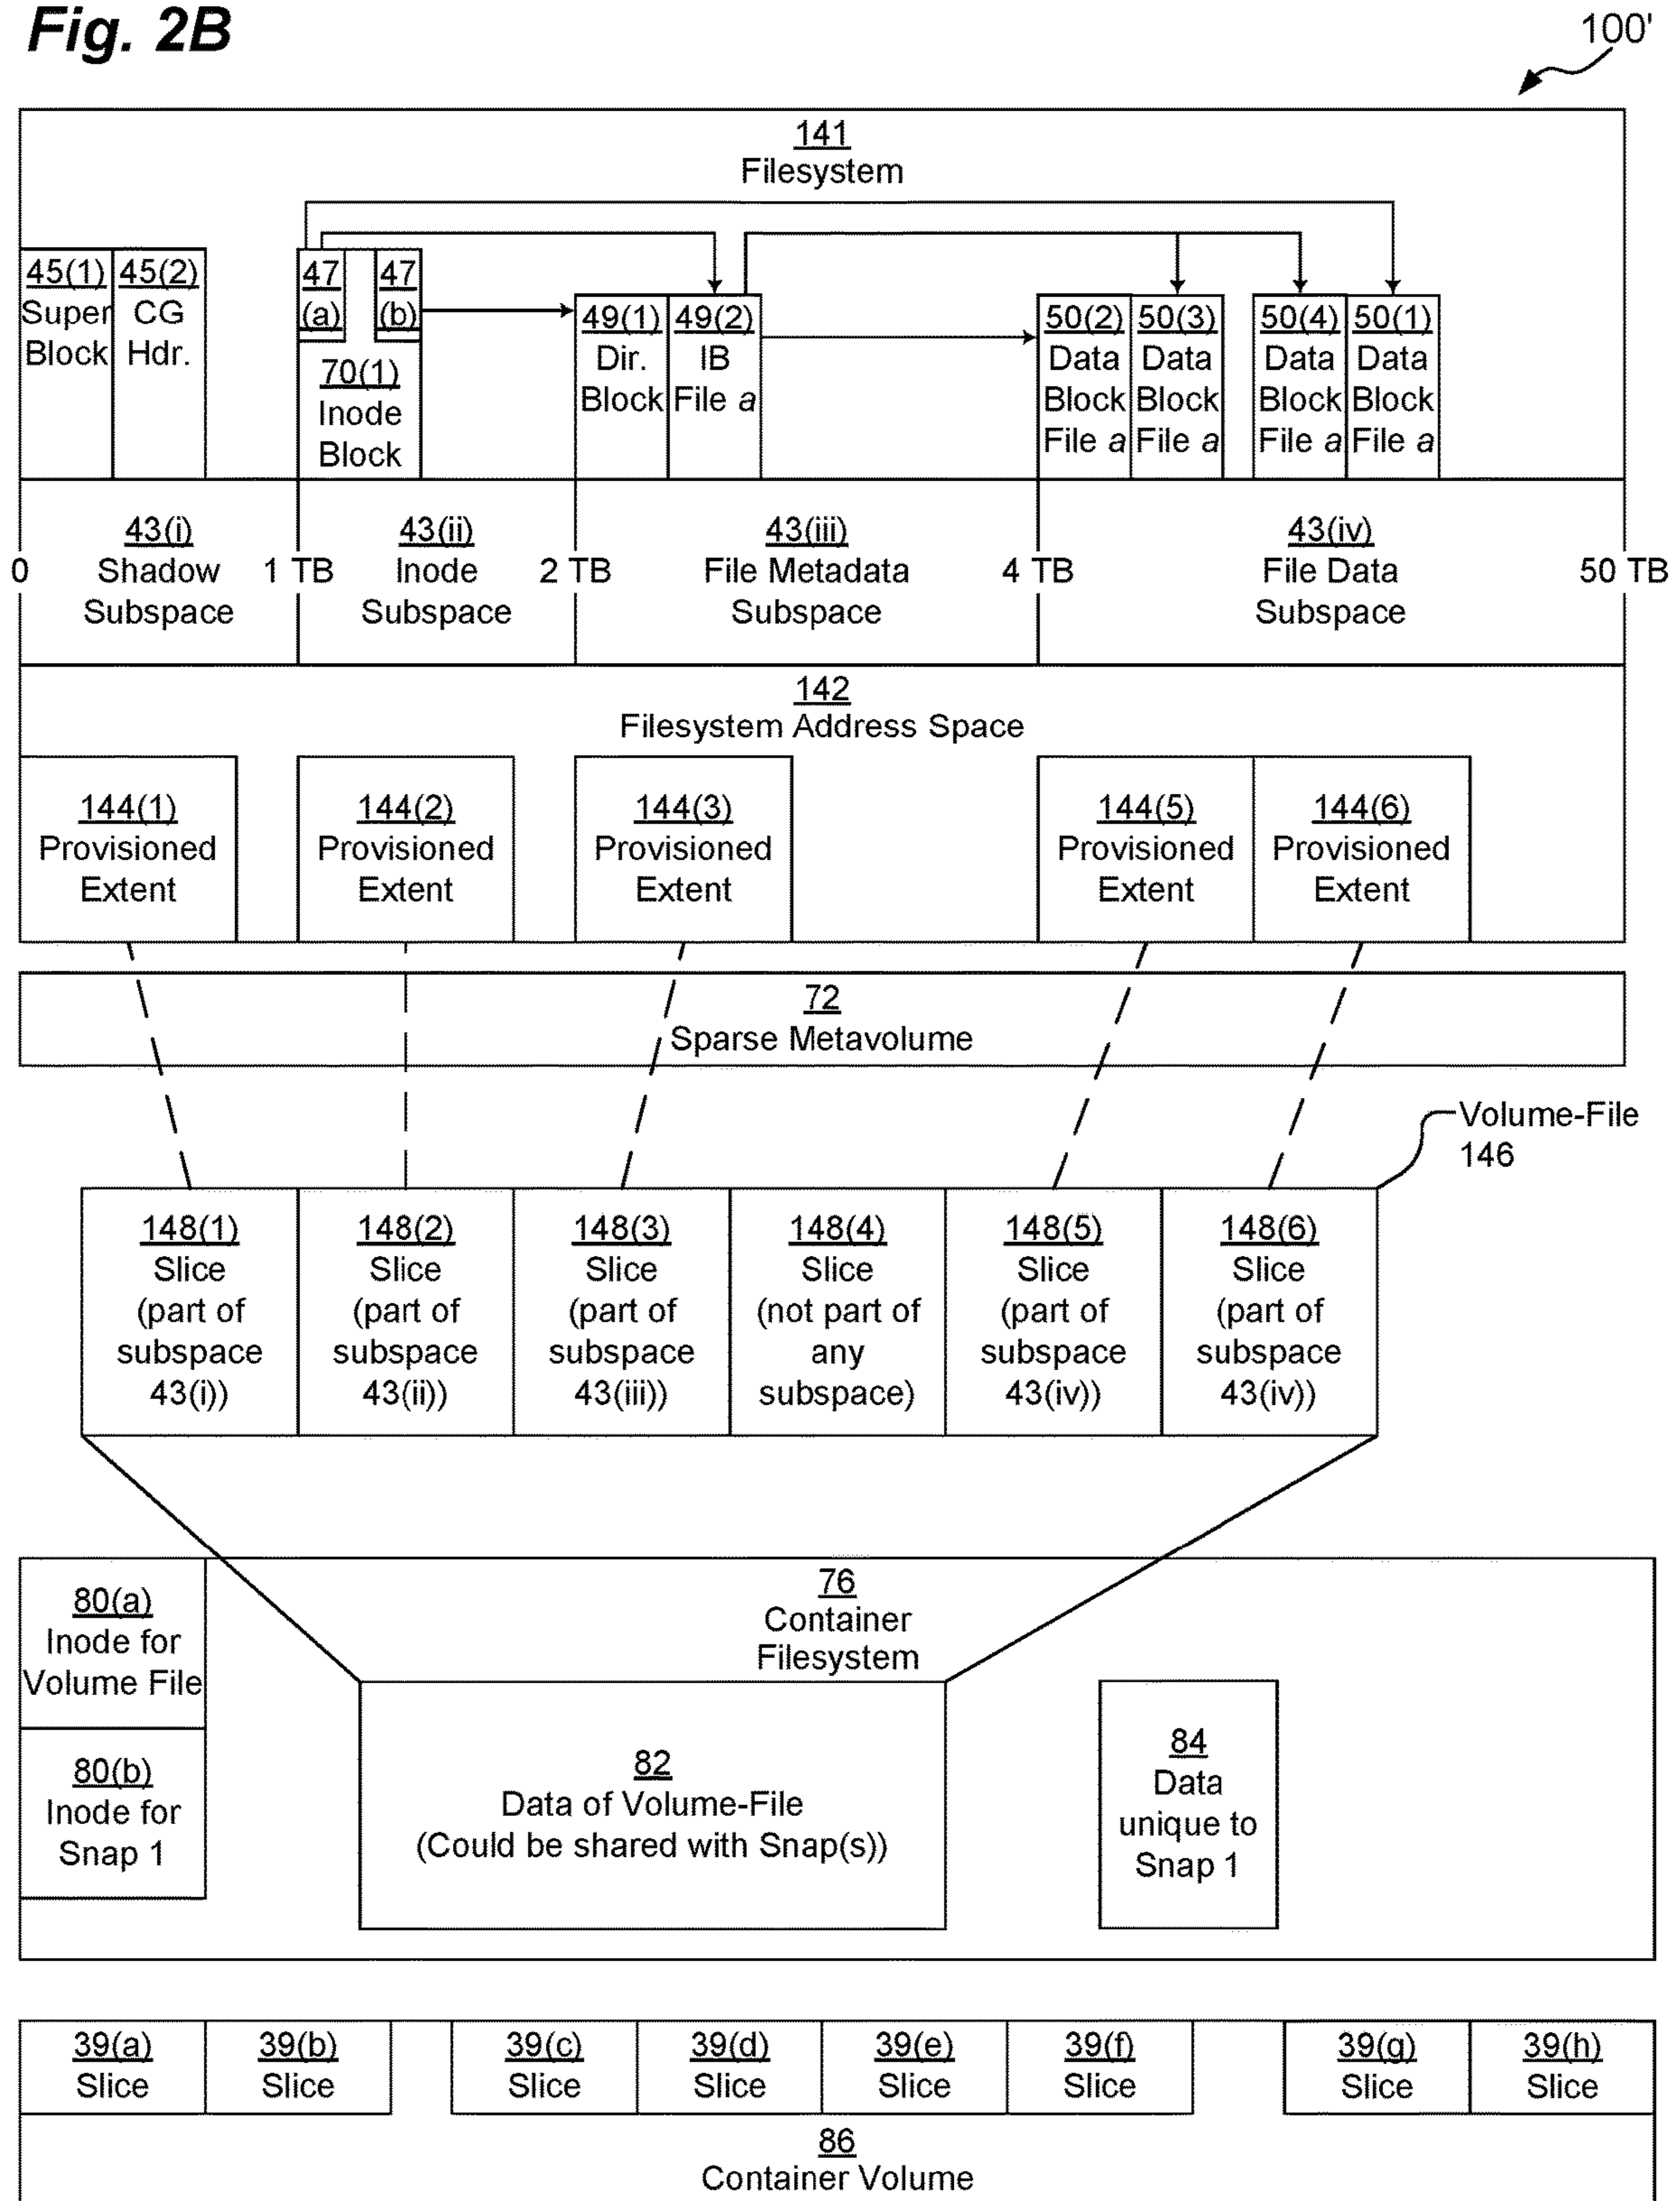 Fig. 2B
100'
141
Filesystem
45(1)
Super
Block
45(2)
CG
Hdr.
47
(a)
47
(b)
70(1)
Inode
Block
49(1)
Dir.
Block
49(2)
IB
File a
50(2)
Data
Block
File a
50(3)
Data
Block
File a
50(4)
Data
Block
File a
50(1)
Data
Block
File a
0
43(i)
Shadow
Subspace
1 TB
43(ii)
Inode
Subspace
2 TB
43(iii)
File Metadata
Subspace
4 TB
43(iv)
File Data
Subspace
50 TB
142
Filesystem Address Space
144(1)
Provisioned
Extent
144(2)
Provisioned
Extent
144(3)
Provisioned
Extent
144(5)
Provisioned
Extent
144(6)
Provisioned
Extent
72
Sparse Metavolume
Volume-File
146
148(1)
Slice
(part of
subspace
43(i))
148(2)
Slice
(part of
subspace
43(ii))
148(3)
Slice
(part of
subspace
43(iii))
148(4)
Slice
(not part of
any
subspace)
148(5)
Slice
(part of
subspace
43(iv))
148(6)
Slice
(part of
subspace
43(iv))
76
Container
Filesystem
80(a)
Inode for
Volume File
80(b)
Inode for
Snap 1
82
Data of Volume-File
(Could be shared with Snap(s))
84
Data
unique to
Snap 1
39(a)
Slice
39(b)
Slice
39(c)
Slice
39(d)
Slice
39(e)
Slice
39(f)
Slice
39(g)
Slice
39(h)
Slice
86
Container Volume